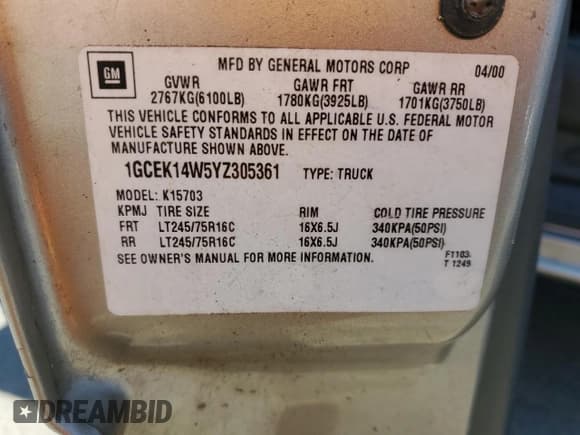 GM
MFD BY GENERAL MOTORS CORP 04/00
GVWR GAWR FRT GAWR RR
2767KG(6100LB) 1780KG(3925LB) 1701KG(3750LB)
THIS VEHICLE CONFORMS TO ALL APPLICABLE U.S. FEDERAL MOTOR
VEHICLE SAFETY STANDARDS IN EFFECT ON THE DATE OF
MANUFACTURE SHOWN ABOVE.
1GCEK14W5YZ305361 TYPE: TRUCK
MODEL: K15703
KPMJ TIRE SIZE RIM COLD TIRE PRESSURE
FRT LT245/75R16C 16X6.5J 340KPA(50PSI)
RR LT245/75R16C 16X6.5J 340KPA(50PSI)
SEE OWNER'S MANUAL FOR MORE INFORMATION.
F1103
T 1249
DREAMBID